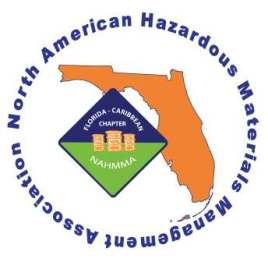 North American Hazardous Materials Management Association
FLORIDA - CARIBBEAN
CHAPTER
NAHMMA